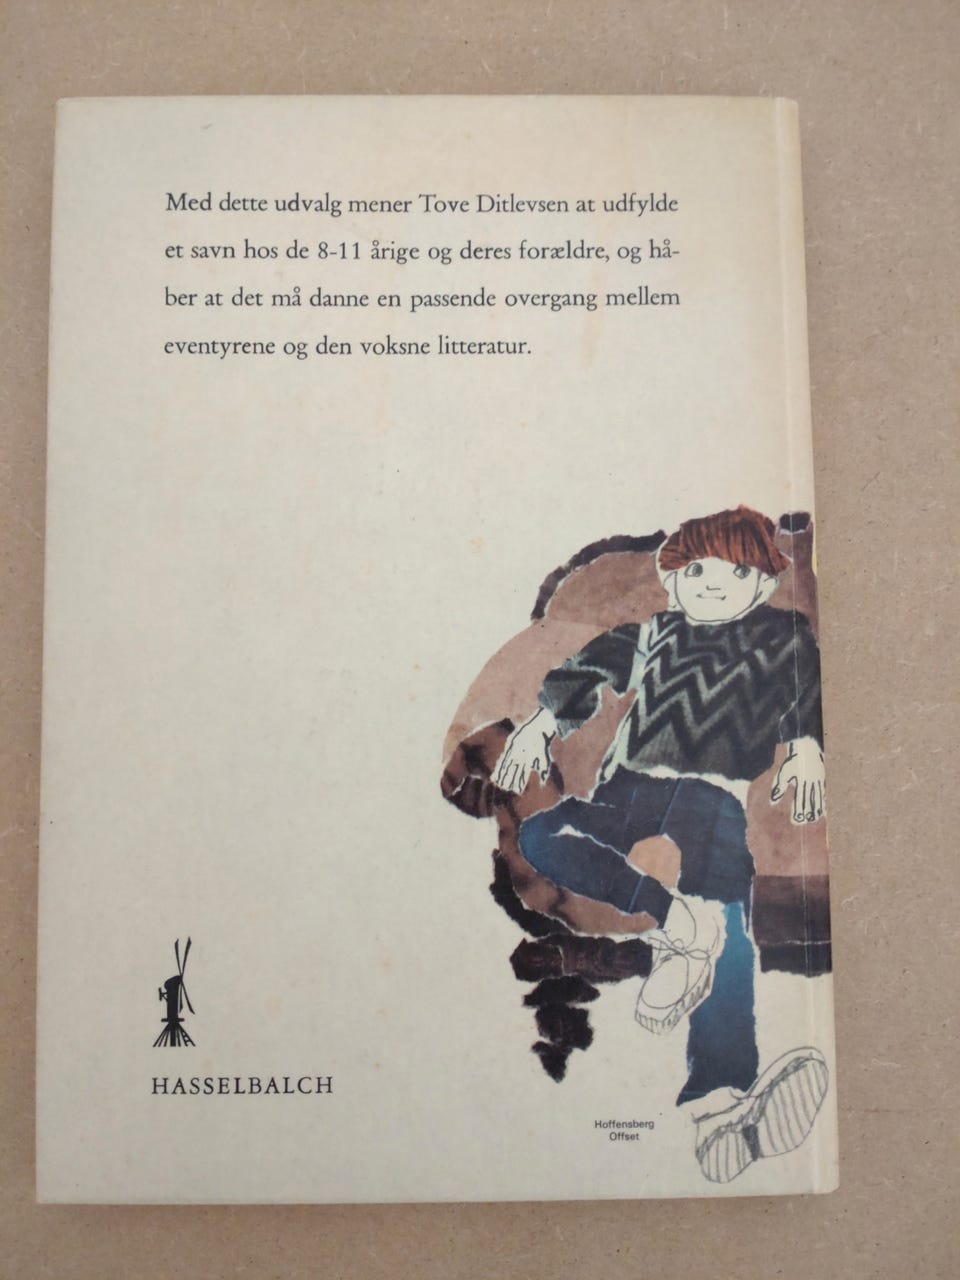 Med dette udvalg mener Tove Ditlevsen at udfylde
et savn hos de 8-11 årige og deres forældre, og hå-
ber at det må danne en passende overgang mellem
eventyrene og den voksne litteratur.
HASSELBALCH
Hoffensberg
Offset